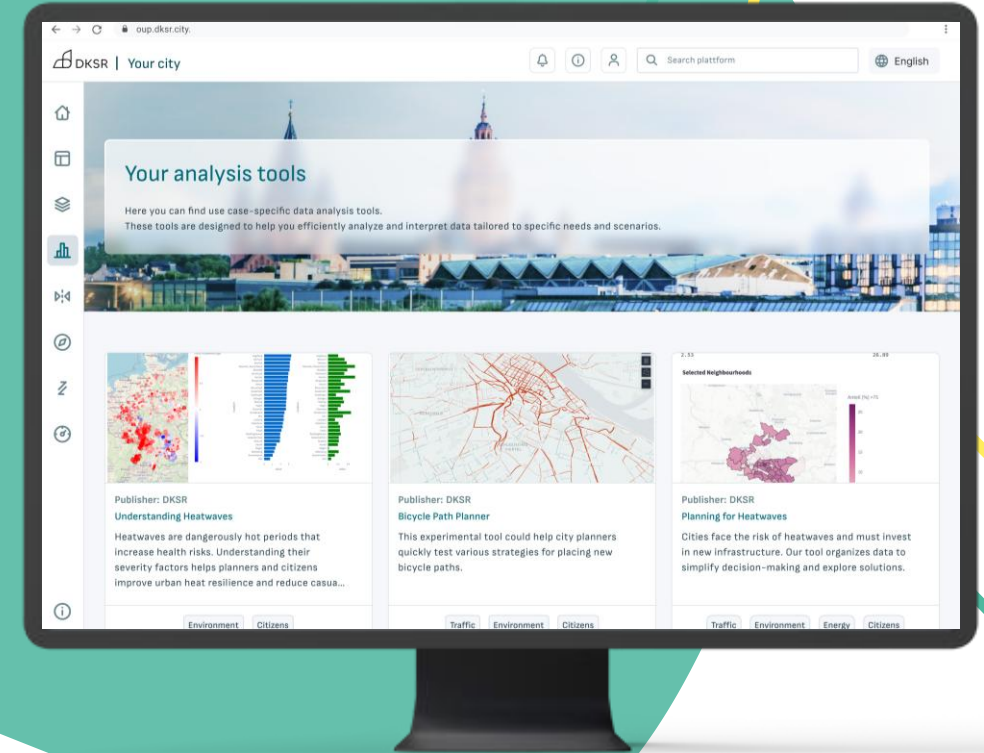 oup.dksr.city.
DKSR | Your city
Search plattform
English
Your analysis tools
Here you can find use case-specific data analysis tools.
These tools are designed to help you efficiently analyze and interpret data tailored to specific needs and scenarios.
2.53
26.89
Selected Neighbourhoods
Publisher: DKSR
Understanding Heatwaves
Heatwaves are dangerously hot periods that
increase health risks. Understanding their
severity factors helps planners and citizens
improve urban heat resilience and reduce casua...
Environment Citizens
Publisher: DKSR
Bicycle Path Planner
This experimental tool could help city planners
quickly test various strategies for placing new
bicycle paths.
Traffic Environment Citizens
Publisher: DKSR
Planning for Heatwaves
Cities face the risk of heatwaves and must invest
in new infrastructure. Our tool organizes data to
simplify decision-making and explore solutions.
Traffic Environment Energy Citizens